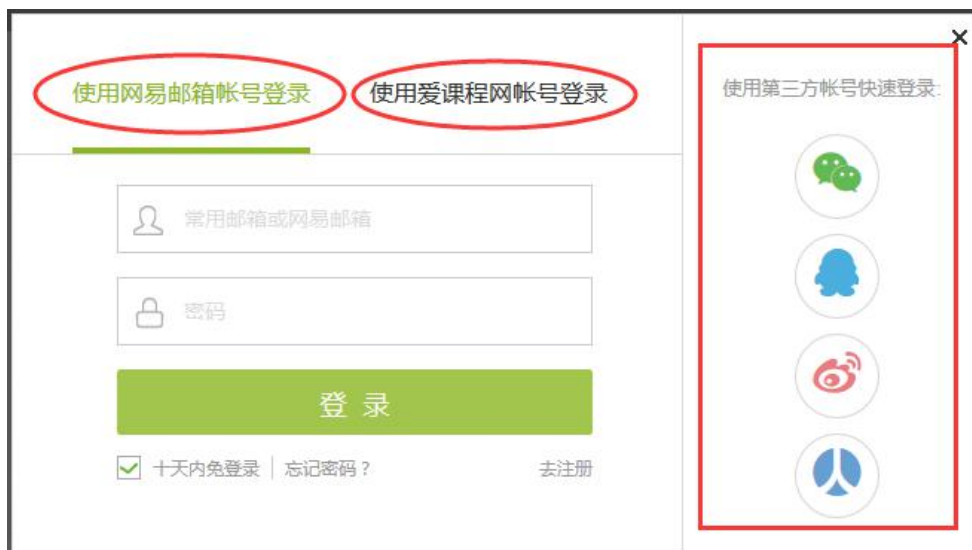 使用网易邮箱帐号登录
使用爱课程网帐号登录
常用邮箱或网易邮箱
密码
登 录
十天内免登录
忘记密码?
去注册
使用第三方帐号快速登录: